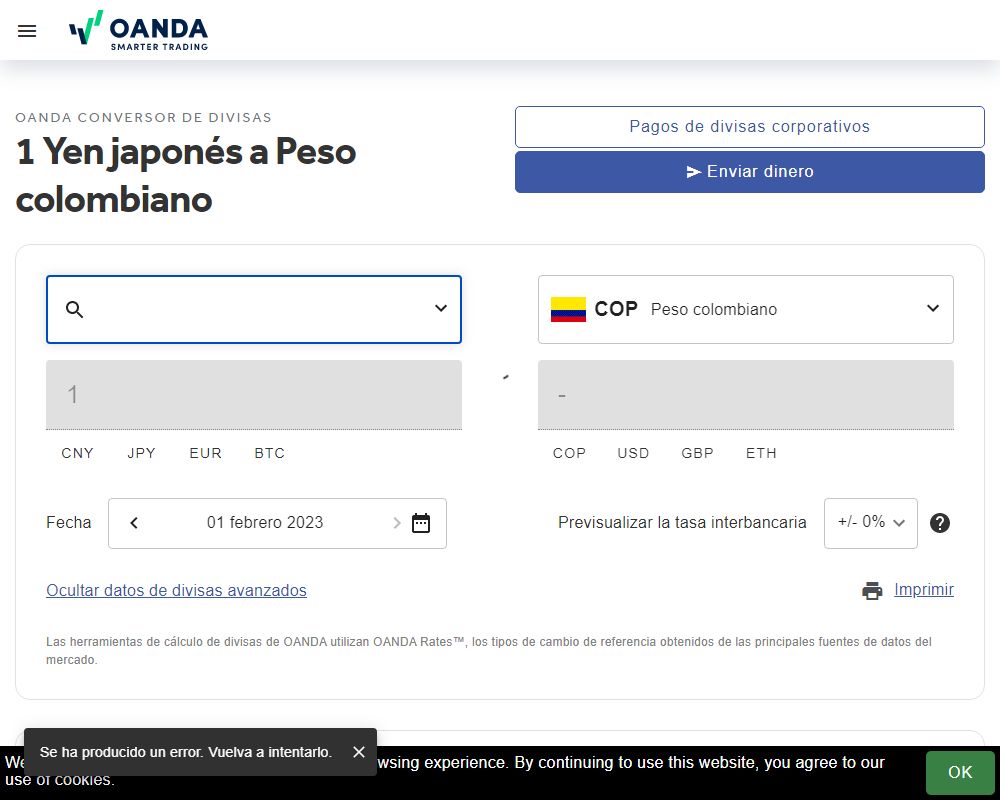 OANDA
SMARTER TRADING
OANDA CONVERSOR DE DIVISAS
1 Yen japonés a Peso
colombiano
Pagos de divisas corporativos
Enviar dinero
COP Peso colombiano
1
-
CNY JPY EUR BTC
COP USD GBP ETH
Fecha
01 febrero 2023
Previsualizar la tasa interbancaria
+/- 0%
?
Ocultar datos de divisas avanzados
Imprimir
Las herramientas de cálculo de divisas de OANDA utilizan OANDA Rates™, los tipos de cambio de referencia obtenidos de las principales fuentes de datos del
mercado.
Se ha producido un error. Vuelva a intentarlo.
We
wsing experience. By continuing to use this website, you agree to our
use of cookies.
OK